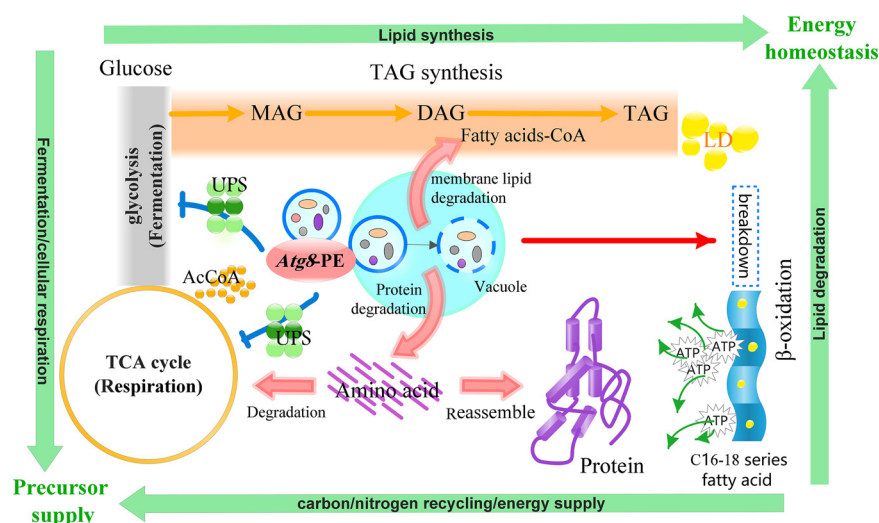 Lipid synthesis
Energy
homeostasis
Glucose
TAG synthesis
MAG
DAG
TAG
Fatty acids-CoA
LD
Fermentation/cellular respiration
glycolysis
(Fermentation)
UPS
membrane lipid
degradation
breakdown
Atg8-PE
AcCoA
Protein
degradation
Vacuole
β-oxidation
Lipid degradation
UPS
TCA cycle
(Respiration)
ATP
ATP
ATP
ATP
Degradation
Amino acid
Reassemble
Protein
C16-18 series
fatty acid
Precursor
supply
carbon/nitrogen recycling/energy supply